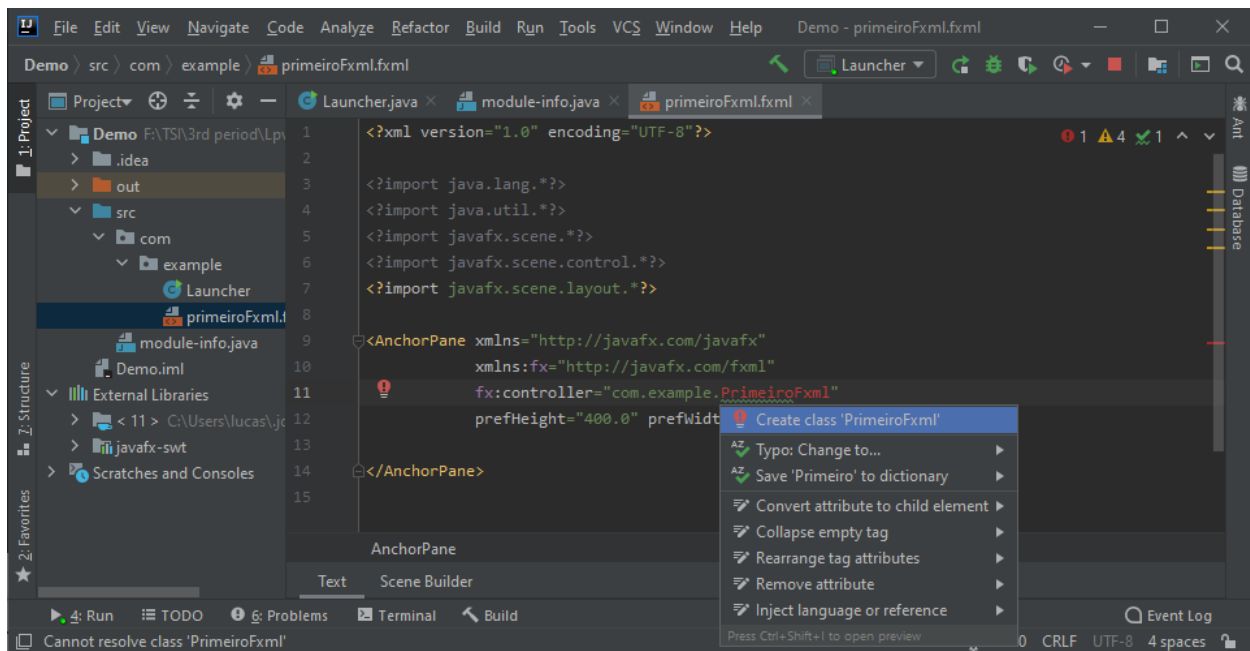 File Edit View Navigate Code Analyze Refactor Build Run Tools VCS Window Help Demo - primeiroFxml.fxml
Demo src com example primeiroFxml.fxml Launcher
Project Launcher.java module-info.java primeiroFxml.fxml
1: Project
Demo F:\TSI\3rd period\Lpv
.idea
out
src
com
example
Launcher
primeiroFxml.f
module-info.java
Demo.iml
External Libraries
< 11 > C:\Users\lucas\.jd
javafx-swt
Scratches and Consoles
7: Structure
2: Favorites
1 <?xml version="1.0" encoding="UTF-8"?>
2
3 <?import java.lang.*?>
4 <?import java.util.*?>
5 <?import javafx.scene.*?>
6 <?import javafx.scene.control.*?>
7 <?import javafx.scene.layout.*?>
8
9 <AnchorPane xmlns="http://javafx.com/javafx"
10 xmlns:fx="http://javafx.com/fxml"
11 fx:controller="com.example.PrimeiroFxml"
12 prefHeight="400.0" prefWidt
13
14 </AnchorPane>
15
1 4 1
Ant
Database
Create class 'PrimeiroFxml'
Typo: Change to...
Save 'Primeiro' to dictionary
Convert attribute to child element
Collapse empty tag
Rearrange tag attributes
Remove attribute
Inject language or reference
Press Ctrl+Shift+I to open preview
AnchorPane
Text Scene Builder
4: Run TODO 6: Problems Terminal Build Event Log
Cannot resolve class 'PrimeiroFxml' 0 CRLF UTF-8 4 spaces